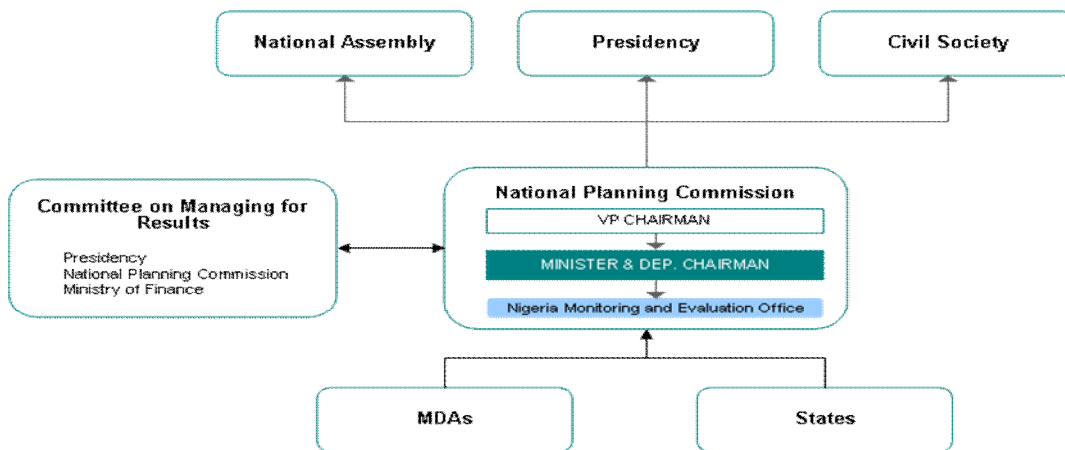 National Assembly
Presidency
Civil Society
Committee on Managing for
Results
Presidency
National Planning Commission
Ministry of Finance
National Planning Commission
VP CHAIRMAN
MINISTER & DEP. CHAIRMAN
Nigeria Monitoring and Evaluation Office
MDAs
States